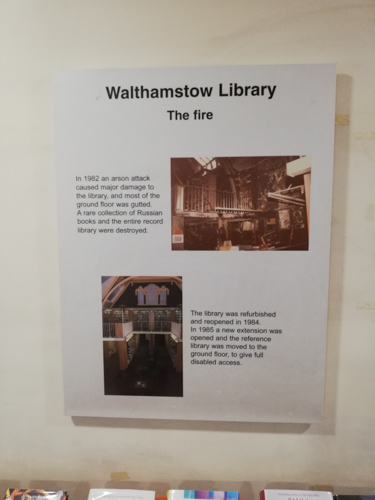 Walthamstow Library
The fire
In 1982 an arson attack
caused major damage to
the library, and most of the
ground floor was gutted.
A rare collection of Russian
books and the entire record
library were destroyed.
The library was refurbished
and reopened in 1984.
In 1985 a new extension was
opened and the reference
library was moved to the
ground floor, to give full
disabled access.